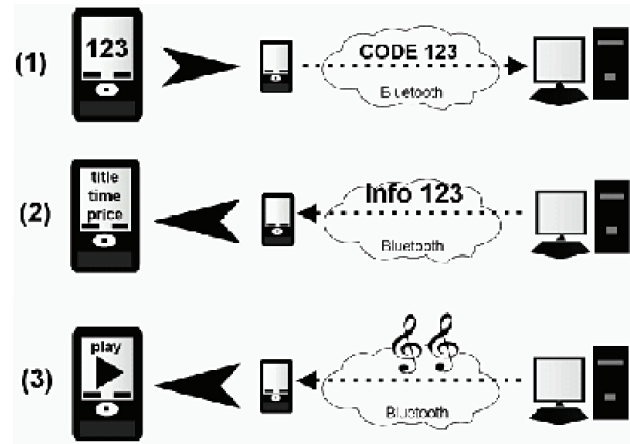 (1)
123
CODE 123
Bluetooth
(2)
title
time
price
Info 123
Bluetooth
(3)
play
Bluetooth